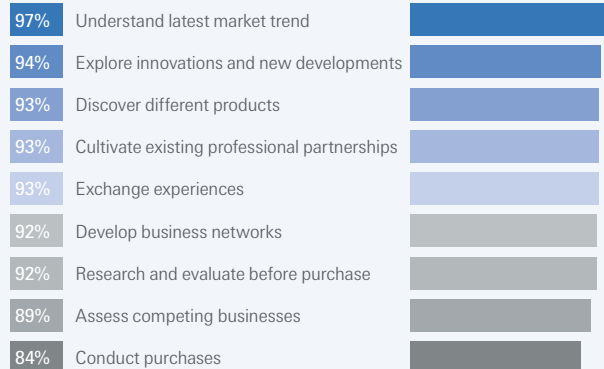 97% Understand latest market trend
94% Explore innovations and new developments
93% Discover different products
93% Cultivate existing professional partnerships
93% Exchange experiences
92% Develop business networks
92% Research and evaluate before purchase
89% Assess competing businesses
84% Conduct purchases